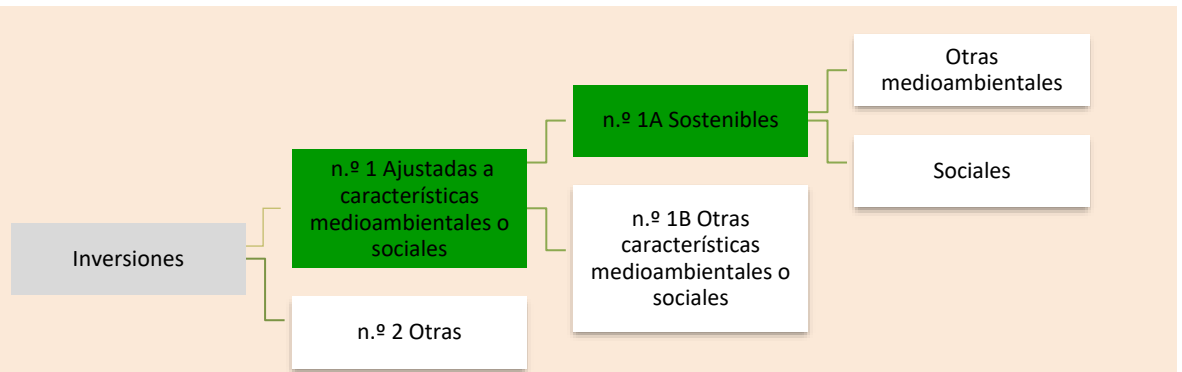 Inversiones
n.º 1 Ajustadas a
características
medioambientales o
sociales
n.º 2 Otras
n.º 1A Sostenibles
n.º 1B Otras
características
medioambientales o
sociales
Otras
medioambientales
Sociales